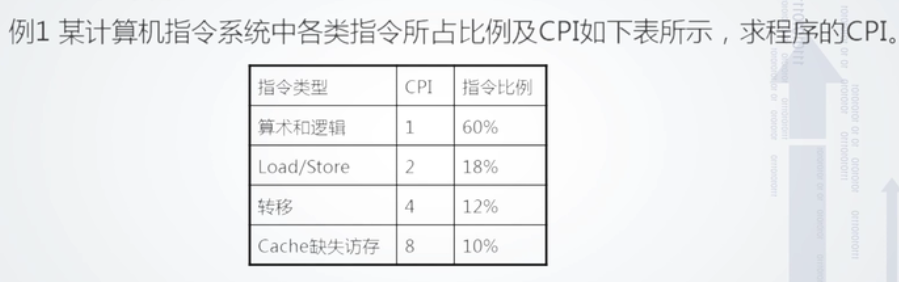 例1 某计算机指令系统中各类指令所占比例及CPI如下表所示，求程序的CPI。
指令类型 CPI 指令比例
算术和逻辑 1 60%
Load/Store 2 18%
转移 4 12%
Cache缺失访存 8 10%